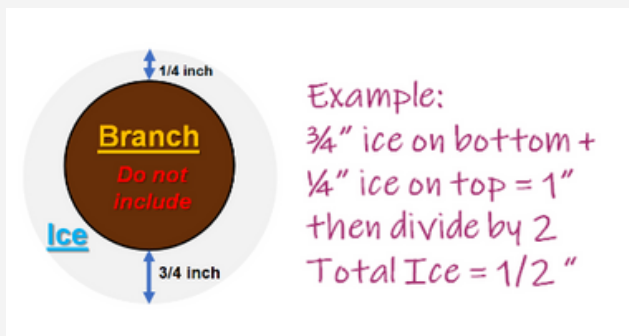 1/4 inch
Branch
Do not
include
Ice
3/4 inch
Example:
¾” ice on bottom +
¼” ice on top = 1”
then divide by 2
Total Ice = 1/2 “